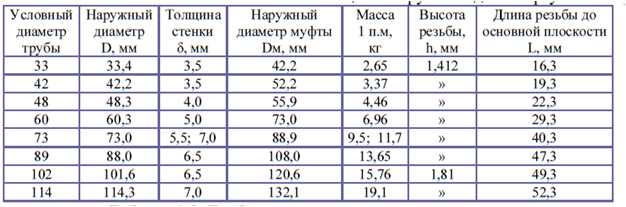 Условный диаметр трубы | Наружный диаметр D, мм | Толщина стенки δ, мм | Наружный диаметр муфты Dм, мм | Масса 1 п.м, кг | Высота резьбы, h, мм | Длина резьбы до основной плоскости L, мм
33 | 33,4 | 3,5 | 42,2 | 2,65 | 1,412 | 16,3
42 | 42,2 | 3,5 | 52,2 | 3,37 | » | 19,3
48 | 48,3 | 4,0 | 55,9 | 4,46 | » | 22,3
60 | 60,3 | 5,0 | 73,0 | 6,96 | » | 29,3
73 | 73,0 | 5,5; 7,0 | 88,9 | 9,5; 11,7 | » | 40,3
89 | 88,0 | 6,5 | 108,0 | 13,65 | » | 47,3
102 | 101,6 | 6,5 | 120,6 | 15,76 | 1,81 | 49,3
114 | 114,3 | 7,0 | 132,1 | 19,1 | » | 52,3